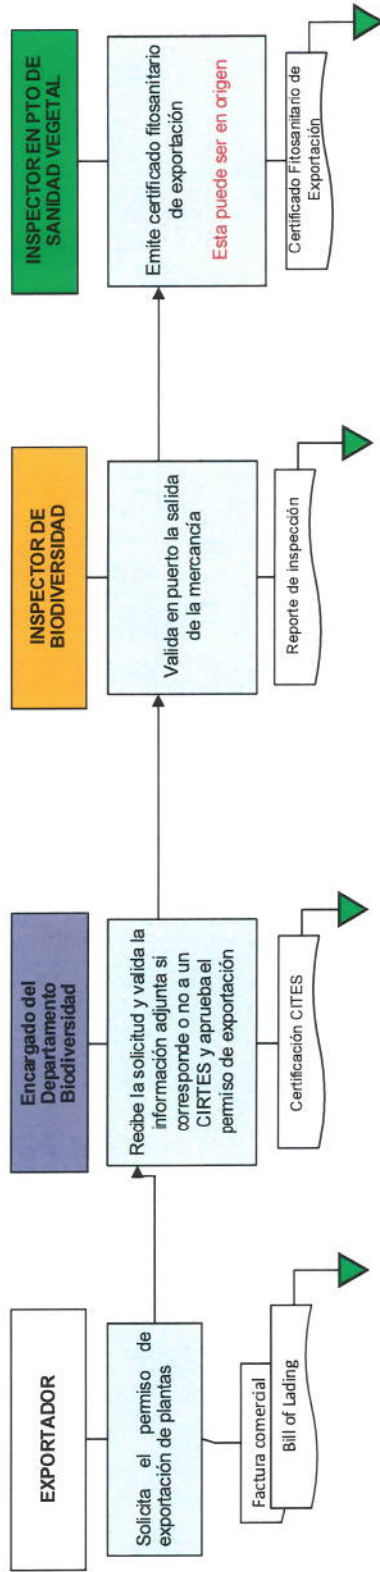 EXPORTADOR
Solicita el permiso de
exportación de plantas
Factura comercial
Bill of Lading
Encargado del
Departamento
Biodiversidad
Recibe la solicitud y valida la
información adjunta si
corresponde o no a un
CIRTES y aprueba el
permiso de exportación
Certificación CITES
INSPECTOR DE
BIODIVERSIDAD
Valida en puerto la salida
de la mercancía
Reporte de inspección
INSPECTOR EN PTO DE
SANIDAD VEGETAL
Emite certificado fitosanitario
de exportación
Esta puede ser en origen
Certificado Fitosanitario de
Exportación